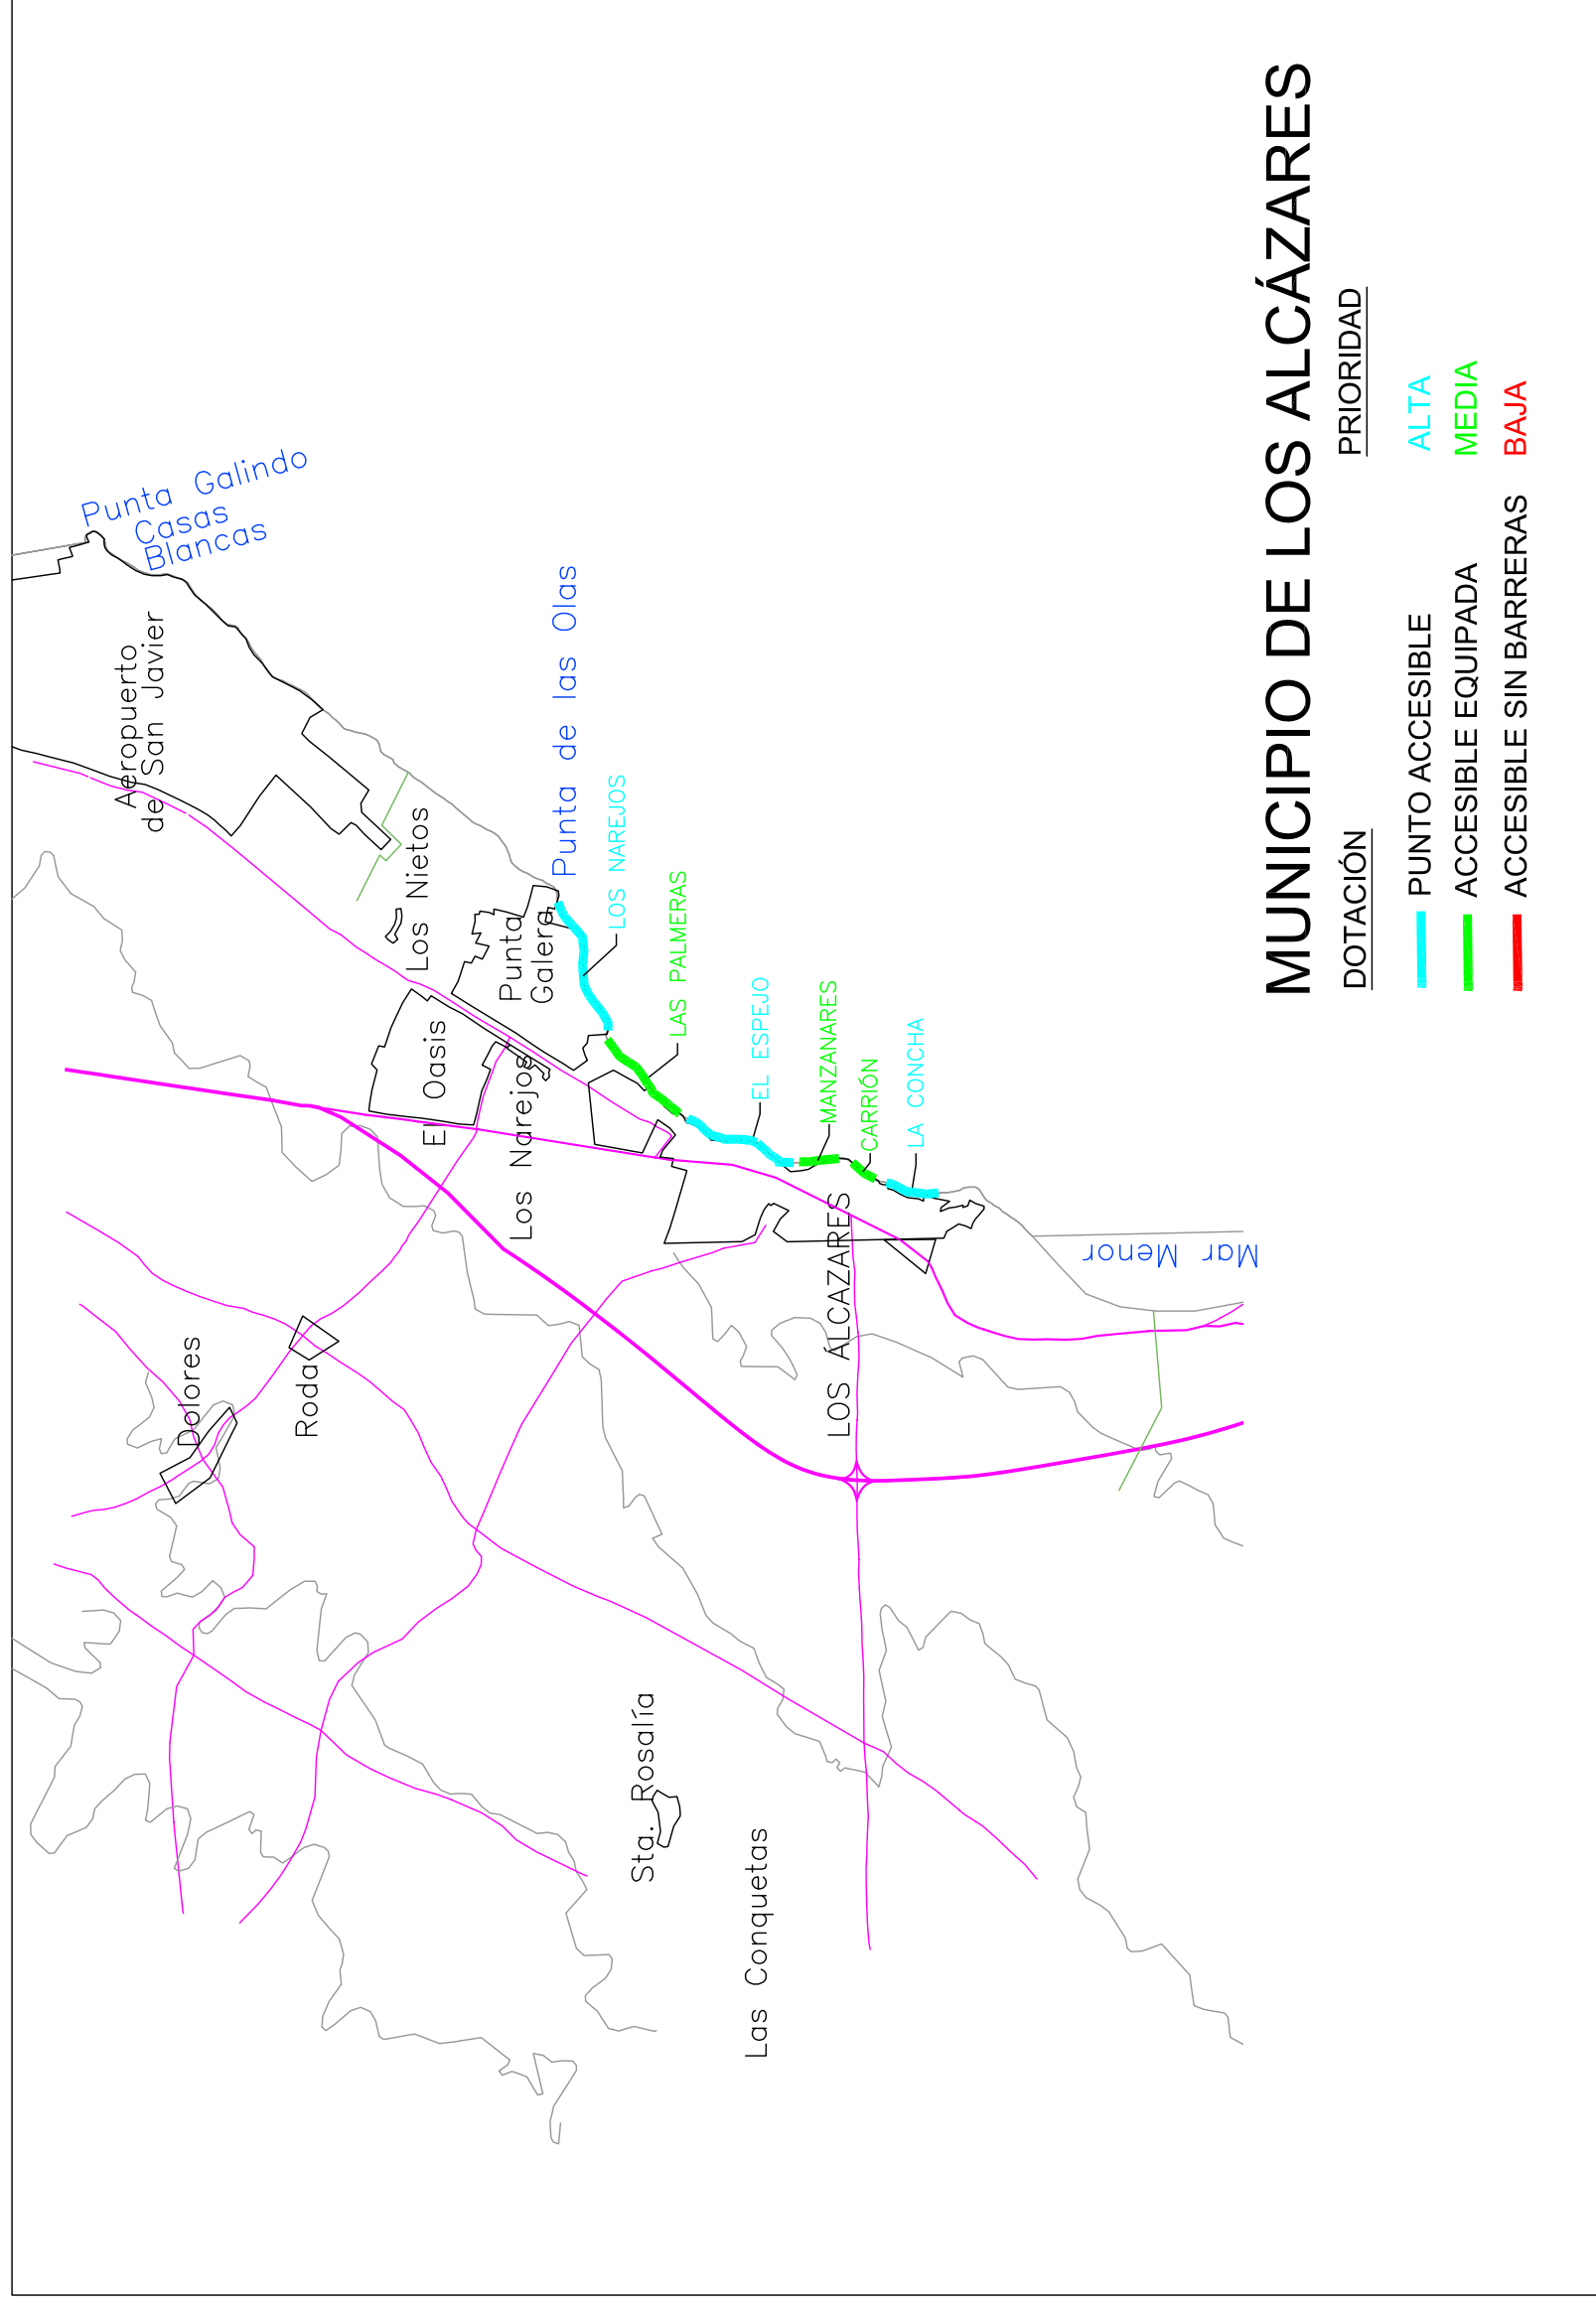 Punta Galindo
Casas
Blancas
Aeropuerto
de San Javier
Punta de las Olas
Los Nietos
LOS NAREJOS
Punta
Galera
LAS PALMERAS
El Oasis
Los Narejos
EL ESPEJO
MANZANARES
CARRIÓN
LA CONCHA
LOS ÁLCAZARES
Mar Menor
Dolores
Roda
Sta. Rosalía
Las Conquetas
MUNICIPIO DE LOS ALCÁZARES
DOTACIÓN PRIORIDAD
PUNTO ACCESIBLE ALTA
ACCESIBLE EQUIPADA MEDIA
ACCESIBLE SIN BARRERAS BAJA